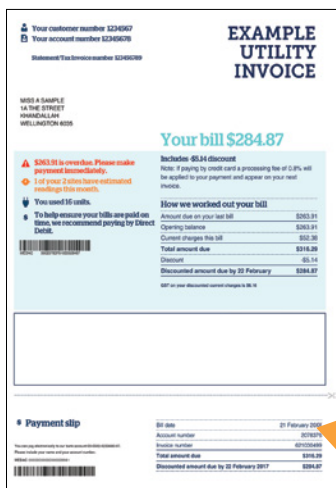 Your customer number 1234567
Your account number 12345678
Statement/Tax Invoice number 123456789
EXAMPLE
UTILITY
INVOICE
MISS A SAMPLE
1A THE STREET
KHANDALLAH
WELLINGTON 6035
Your bill $284.87
$263.91 is overdue. Please make
payment immediately.
1 of your 2 sites have estimated
readings this month.
You used 16 units.
$ To help ensure your bills are paid on
time, we recommend paying by Direct
Debit.
Includes -$5.14 discount
Note: if paying by credit card a processing fee of 0.9% will
be applied to your payment and appear on your next
invoice.
How we worked out your bill
Amount due on your last bill $263.91
Opening balance $263.91
Current charges this bill $52.38
Total amount due $316.29
Discount -$5.14
Discounted amount due by 22 February $284.87
$ Payment slip
Bill date 21 February
Account number
Invoice number
Total amount due $316.29
Discounted amount due by 22 February 2017 $284.87